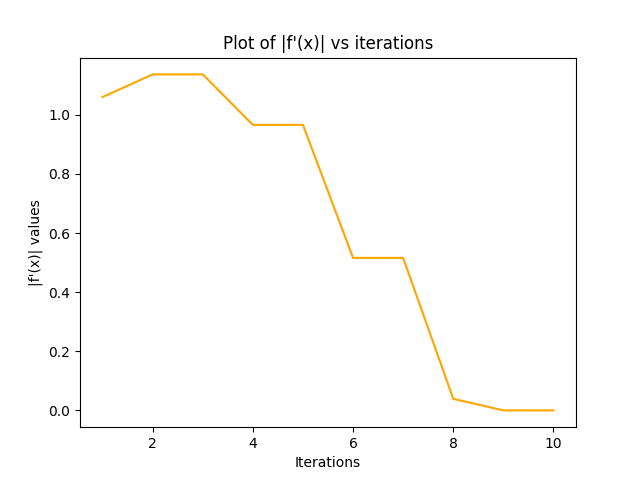 Plot of |f'(x)| vs iterations
|f'(x)| values
1.0
0.8
0.6
0.4
0.2
0.0
2 4 6 8 10
Iterations